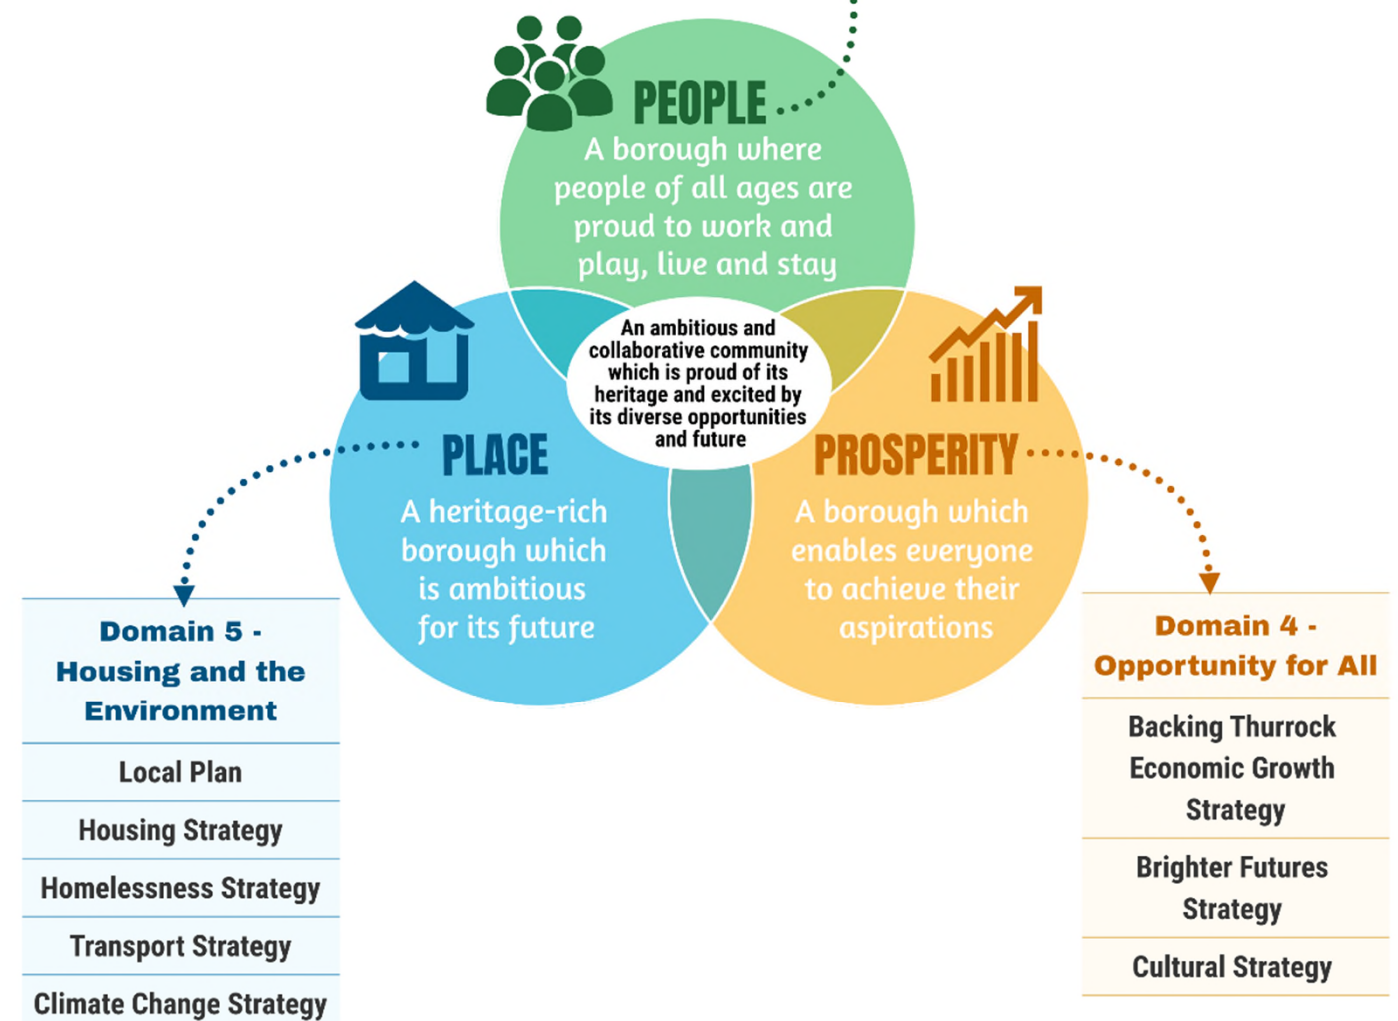 PEOPLE
A borough where
people of all ages are
proud to work and
play, live and stay
An ambitious and
collaborative community
which is proud of its
heritage and excited by
its diverse opportunities
and future
PLACE
A heritage-rich
borough which
is ambitious
for its future
PROSPERITY
A borough which
enables everyone
to achieve their
aspirations
Domain 5 -
Housing and the
Environment
Local Plan
Housing Strategy
Homelessness Strategy
Transport Strategy
Climate Change Strategy
Domain 4 -
Opportunity for All
Backing Thurrock
Economic Growth
Strategy
Brighter Futures
Strategy
Cultural Strategy